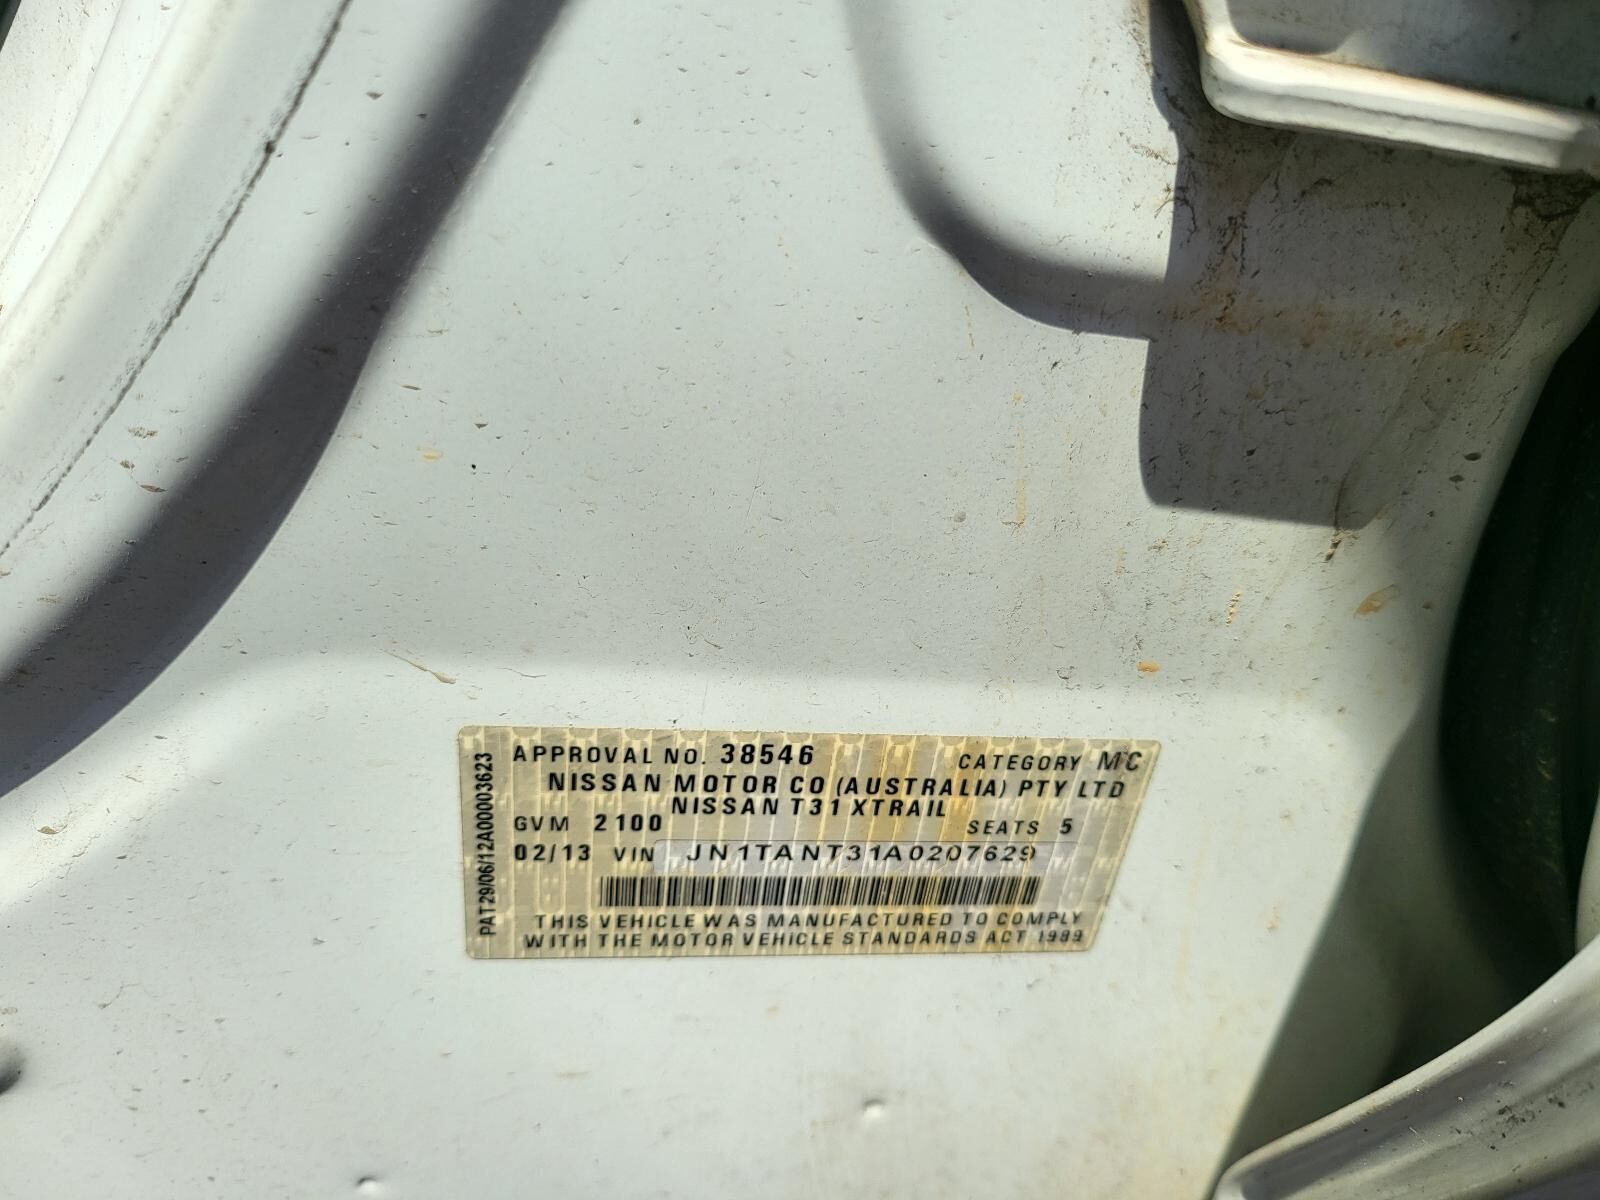 APPROVAL NO. 38546 CATEGORY MC
NISSAN MOTOR CO (AUSTRALIA) PTY LTD
NISSAN T31 XTRAIL
GVM 2100 SEATS 5
02/13 VIN JN1TANT31A0207629
THIS VEHICLE WAS MANUFACTURED TO COMPLY
WITH THE MOTOR VEHICLE STANDARDS ACT 1989
PAT29/06/12A00003623